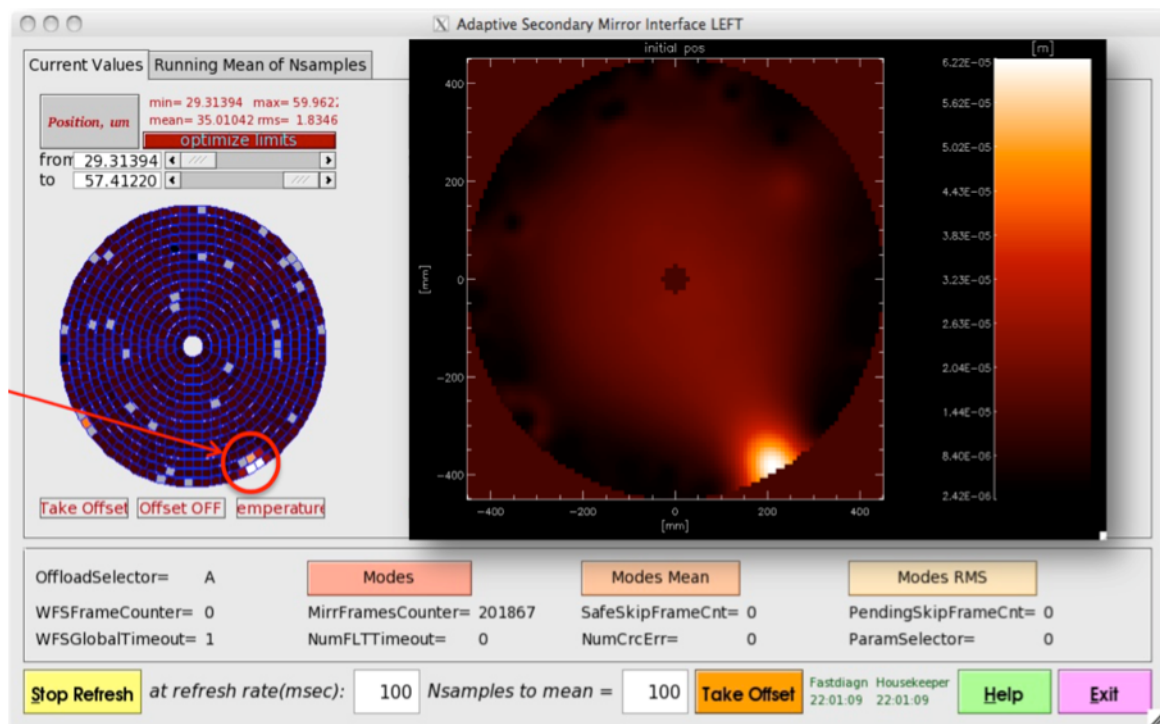 Adaptive Secondary Mirror Interface LEFT
Current Values
Running Mean of Nsamples
Position, um
min= 29.31394 max= 59.9622
mean= 35.01042 rms= 1.8346
optimize limits
from 29.31394
to 57.41220
Take Offset
Offset OFF
emperature
initial pos
[m]
400
200
0
-200
-400
[mm]
-400
-200
0
200
400
[mm]
6.22E-05
5.62E-05
5.02E-05
4.43E-05
3.83E-05
3.23E-05
2.63E-05
2.04E-05
1.44E-05
8.40E-06
2.42E-06
OffloadSelector= A
Modes
Modes Mean
Modes RMS
WFSFrameCounter= 0
MirrFramesCounter= 201867
SafeSkipFrameCnt= 0
PendingSkipFrameCnt= 0
WFSGlobalTimeout= 1
NumFLTTimeout= 0
NumCrcErr= 0
ParamSelector= 0
Stop Refresh
at refresh rate(msec): 100
Nsamples to mean = 100
Take Offset
Fastdiagn Housekeeper
22:01:09 22:01:09
Help
Exit